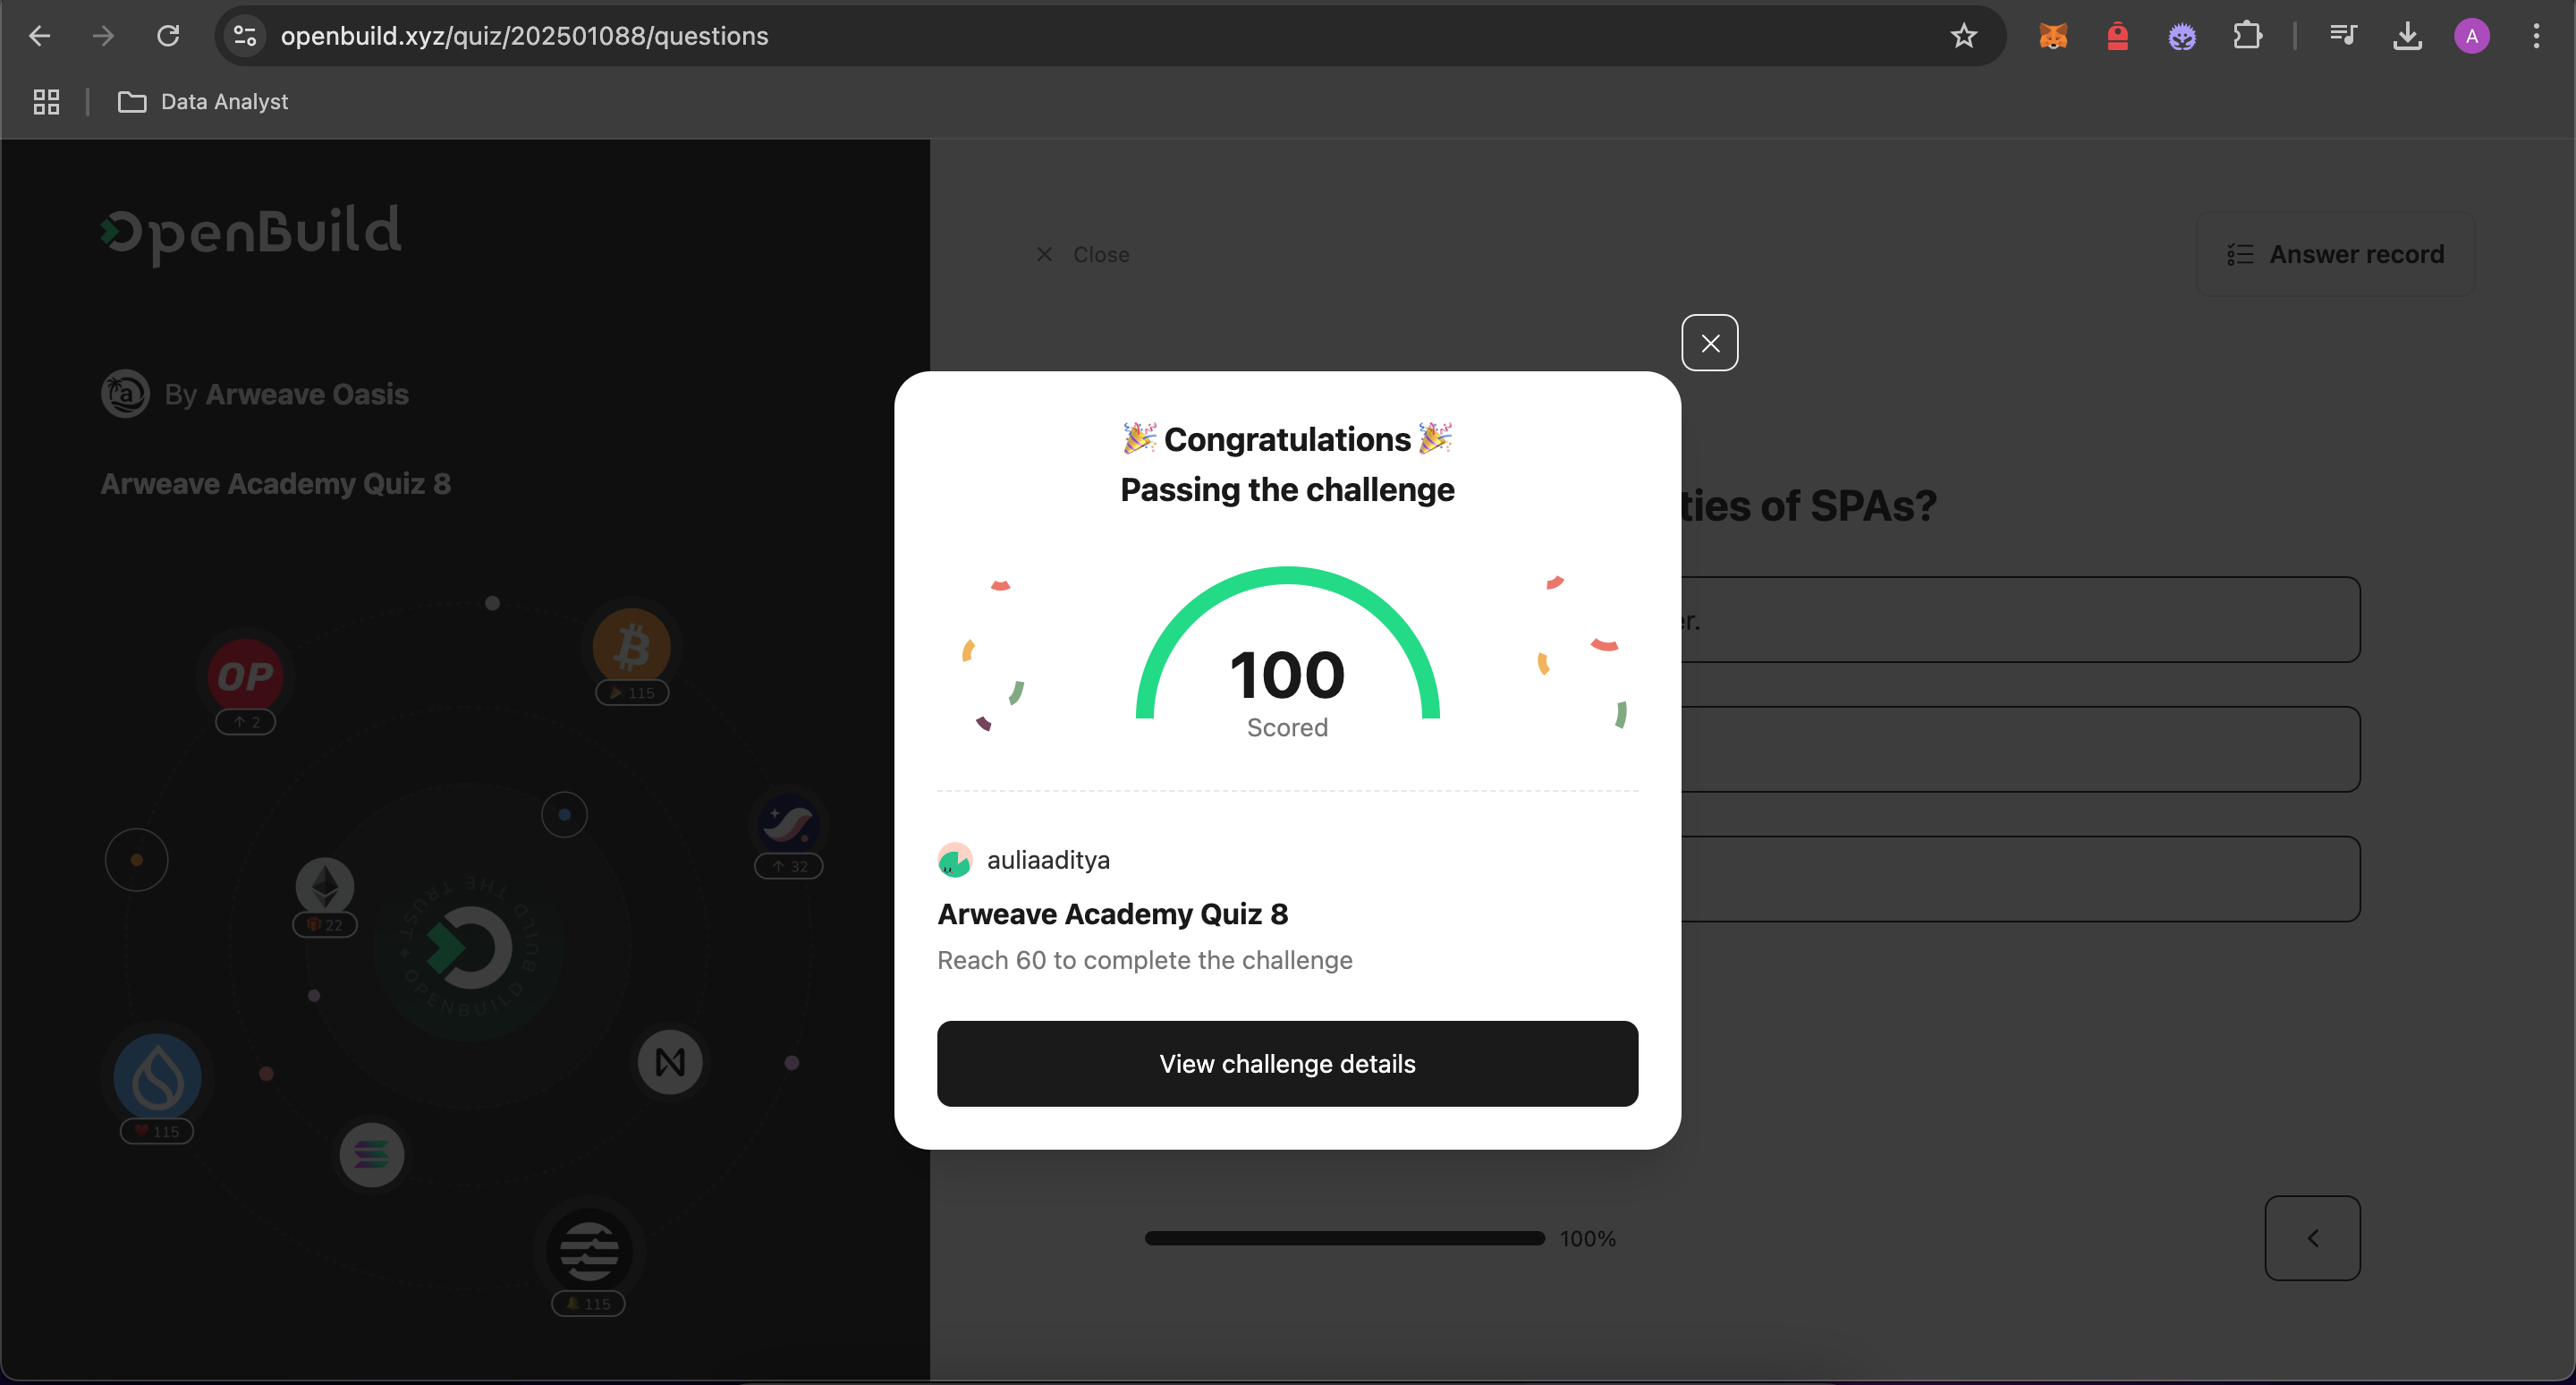 openbuild.xyz/quiz/202501088/questions
A
Data Analyst
OpenBuild
Close
Answer record
a
By Arweave Oasis
Arweave Academy Quiz 8
ties of SPAs?
er.
🎉 Congratulations 🎉
Passing the challenge
100
Scored
auliaaditya
Arweave Academy Quiz 8
Reach 60 to complete the challenge
View challenge details
OP
↑ 2
115
↑ 32
22
BUILD THE TRUST * OPENBUILD
115
115
100%